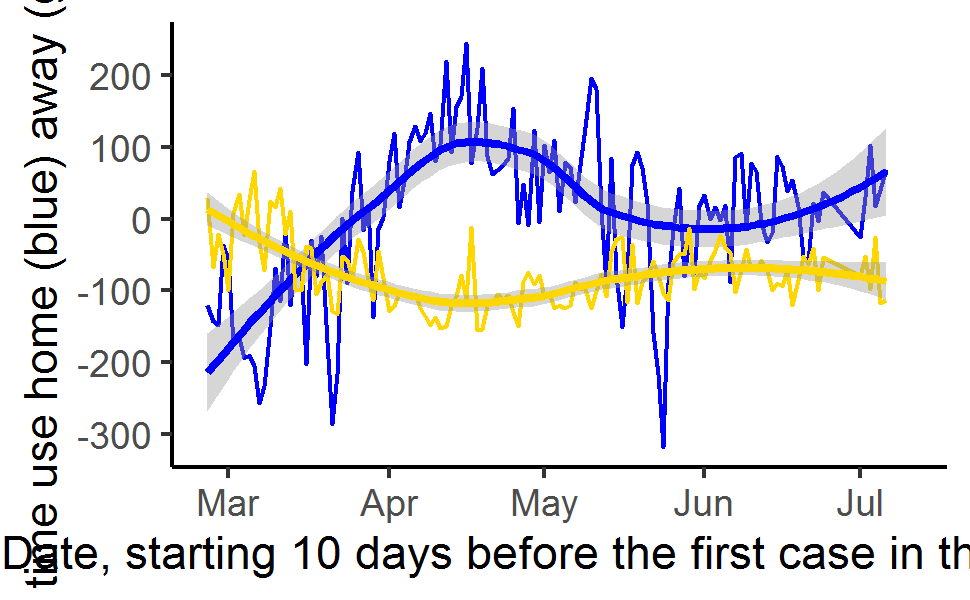 time use home (blue) away (
200
100
0
-100
-200
-300
Mar Apr May Jun Jul
Date, starting 10 days before the first case in th